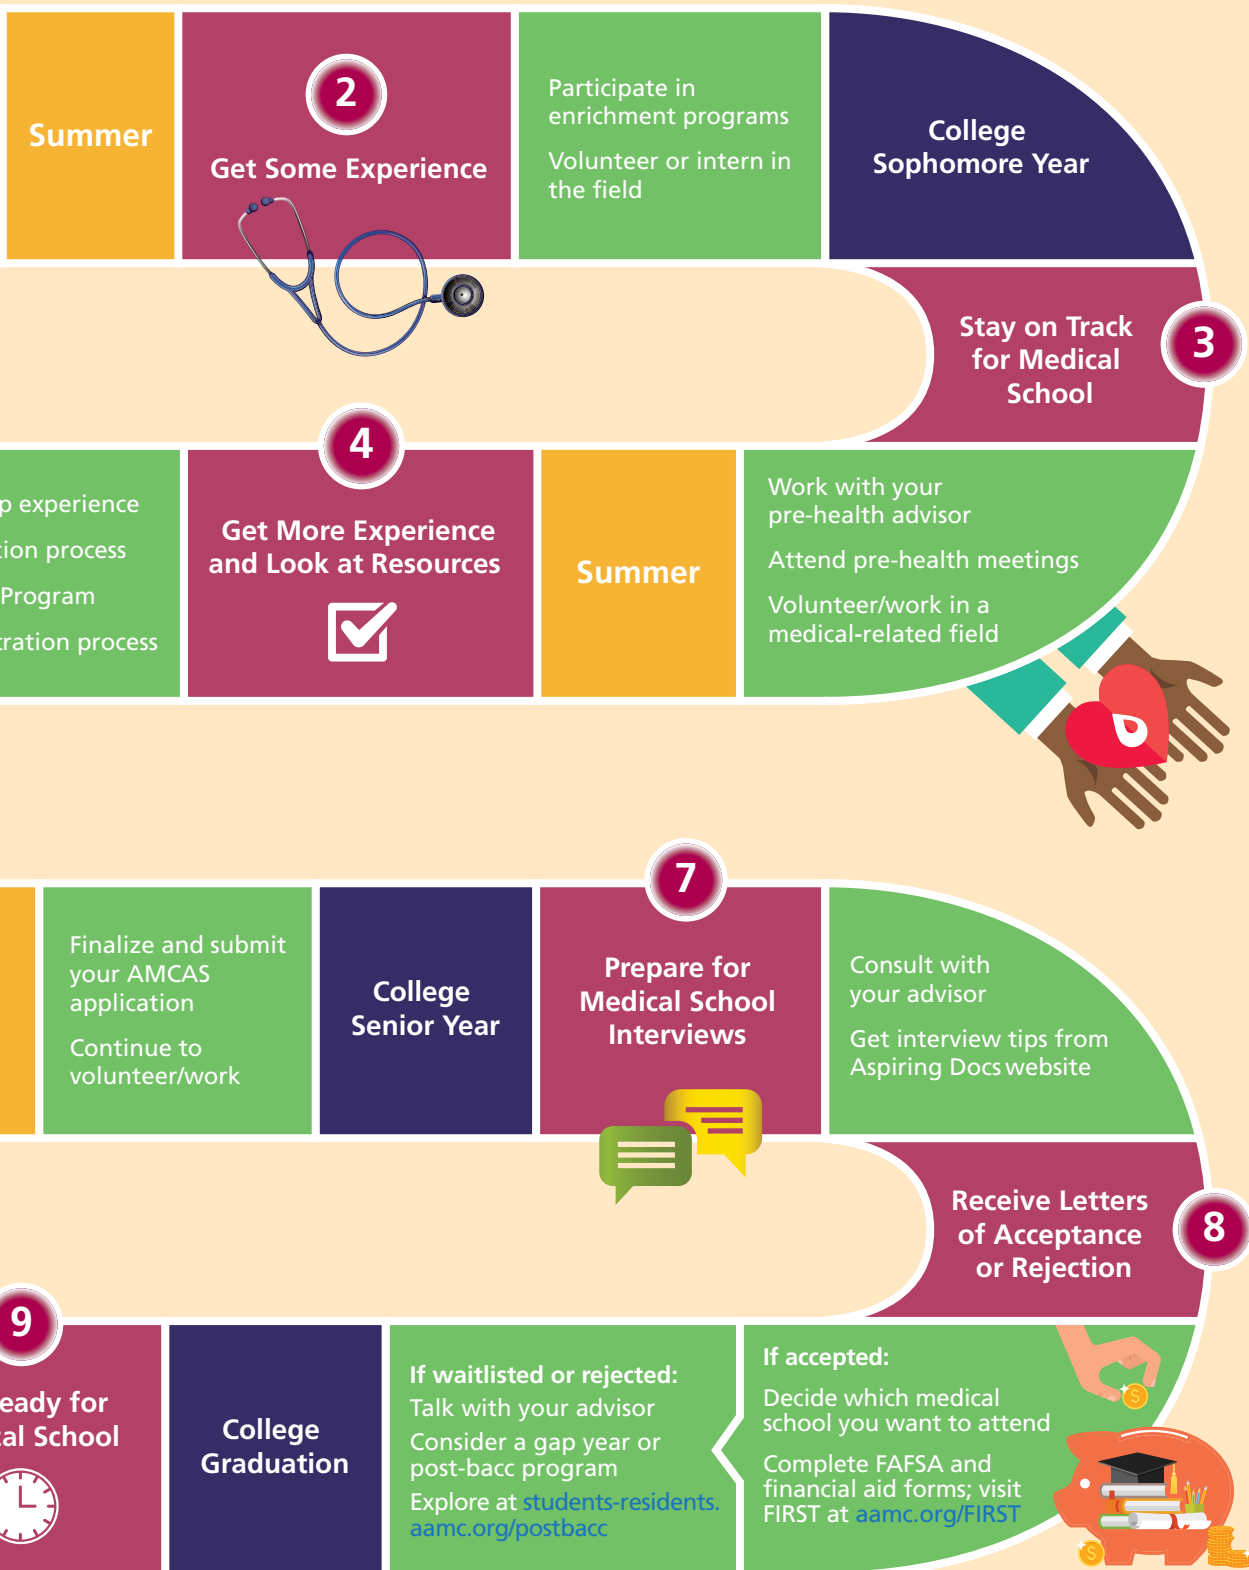 Summer
2
Get Some Experience
Participate in
enrichment programs
Volunteer or intern in
the field
College
Sophomore Year
Stay on Track
for Medical
School
3
experience
process
Program
process
4
Get More Experience
and Look at Resources
Summer
Work with your
pre-health advisor
Attend pre-health meetings
Volunteer/work in a
medical-related field
Finalize and submit
your AMCAS
application
Continue to
volunteer/work
College
Senior Year
7
Prepare for
Medical School
Interviews
Consult with
your advisor
Get interview tips from
Aspiring Docs website
Receive Letters
of Acceptance
or Rejection
8
9
for
School
College
Graduation
If waitlisted or rejected:
Talk with your advisor
Consider a gap year or
post-bacc program
Explore at students-residents.
aamc.org/postbacc
If accepted:
Decide which medical
school you want to attend
Complete FAFSA and
financial aid forms; visit
FIRST at aamc.org/FIRST